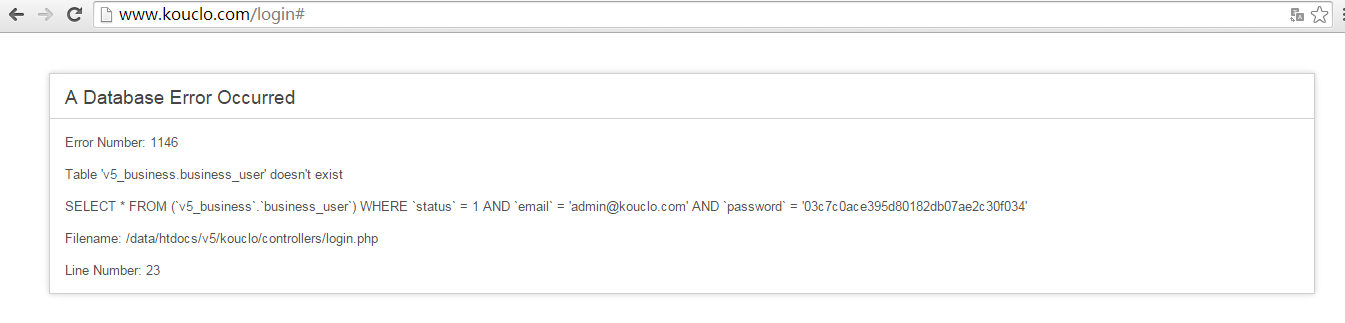 www.kouclo.com/login#
A Database Error Occurred
Error Number: 1146
Table 'v5_business.business_user' doesn't exist
SELECT * FROM (`v5_business`.`business_user`) WHERE `status` = 1 AND `email` = 'admin@kouclo.com' AND `password` = '03c7c0ace395d80182db07ae2c30f034'
Filename: /data/htdocs/v5/kouclo/controllers/login.php
Line Number: 23